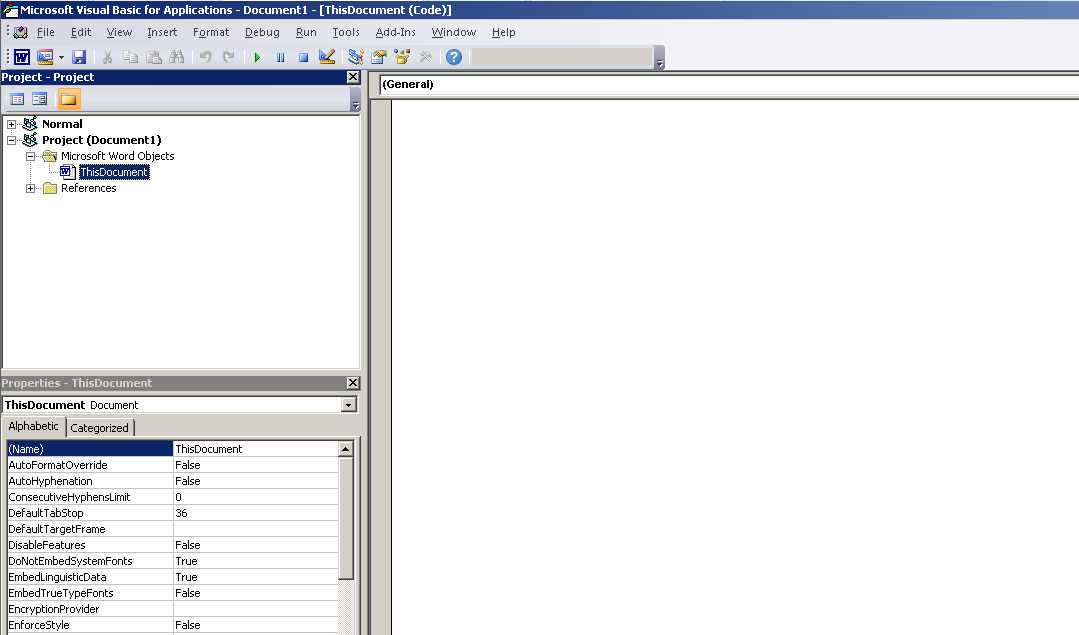 Microsoft Visual Basic for Applications - Document1 - [ThisDocument (Code)]
File Edit View Insert Format Debug Run Tools Add-Ins Window Help
Project - Project
(General)
Normal
Project (Document1)
Microsoft Word Objects
ThisDocument
References
Properties - ThisDocument
ThisDocument Document
Alphabetic Categorized
(Name) ThisDocument
AutoFormatOverride False
AutoHyphenation False
ConsecutiveHyphensLimit 0
DefaultTabStop 36
DefaultTargetFrame
DisableFeatures False
DoNotEmbedSystemFonts True
EmbedLinguisticData True
EmbedTrueTypeFonts False
EncryptionProvider
EnforceStyle False